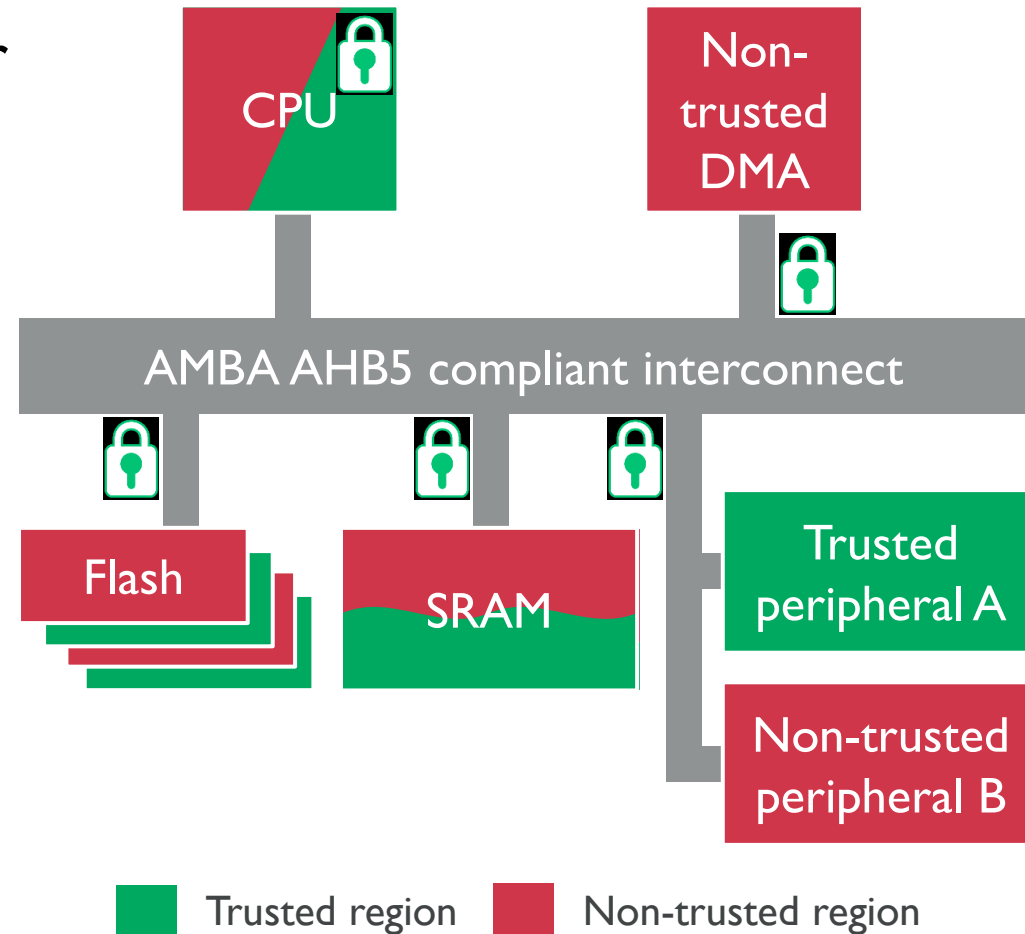 CPU
Non-
trusted
DMA
AMBA AHB5 compliant interconnect
Flash
SRAM
Trusted
peripheral A
Non-trusted
peripheral B
Trusted region
Non-trusted region